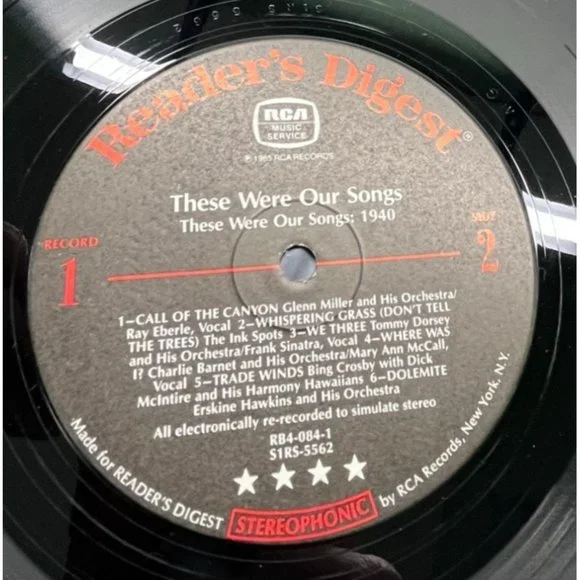 Reader's Digest®
RCA
MUSIC
SERVICE
℗ 1985 RCA RECORDS
These Were Our Songs
These Were Our Songs: 1940
RECORD
1
SIDE
2
1–CALL OF THE CANYON Glenn Miller and His Orchestra/
Ray Eberle, Vocal 2–WHISPERING GRASS (DON'T TELL
THE TREES) The Ink Spots 3–WE THREE Tommy Dorsey
and His Orchestra/Frank Sinatra, Vocal 4–WHERE WAS
I? Charlie Barnet and His Orchestra/Mary Ann McCall,
Vocal 5–TRADE WINDS Bing Crosby with Dick
McIntire and His Harmony Hawaiians 6–DOLEMITE
Erskine Hawkins and His Orchestra
All electronically re-recorded to simulate stereo
RB4-084-1
S1RS-5562
Made for READER'S DIGEST
STEREOPHONIC
by RCA Records, New York, N.Y.